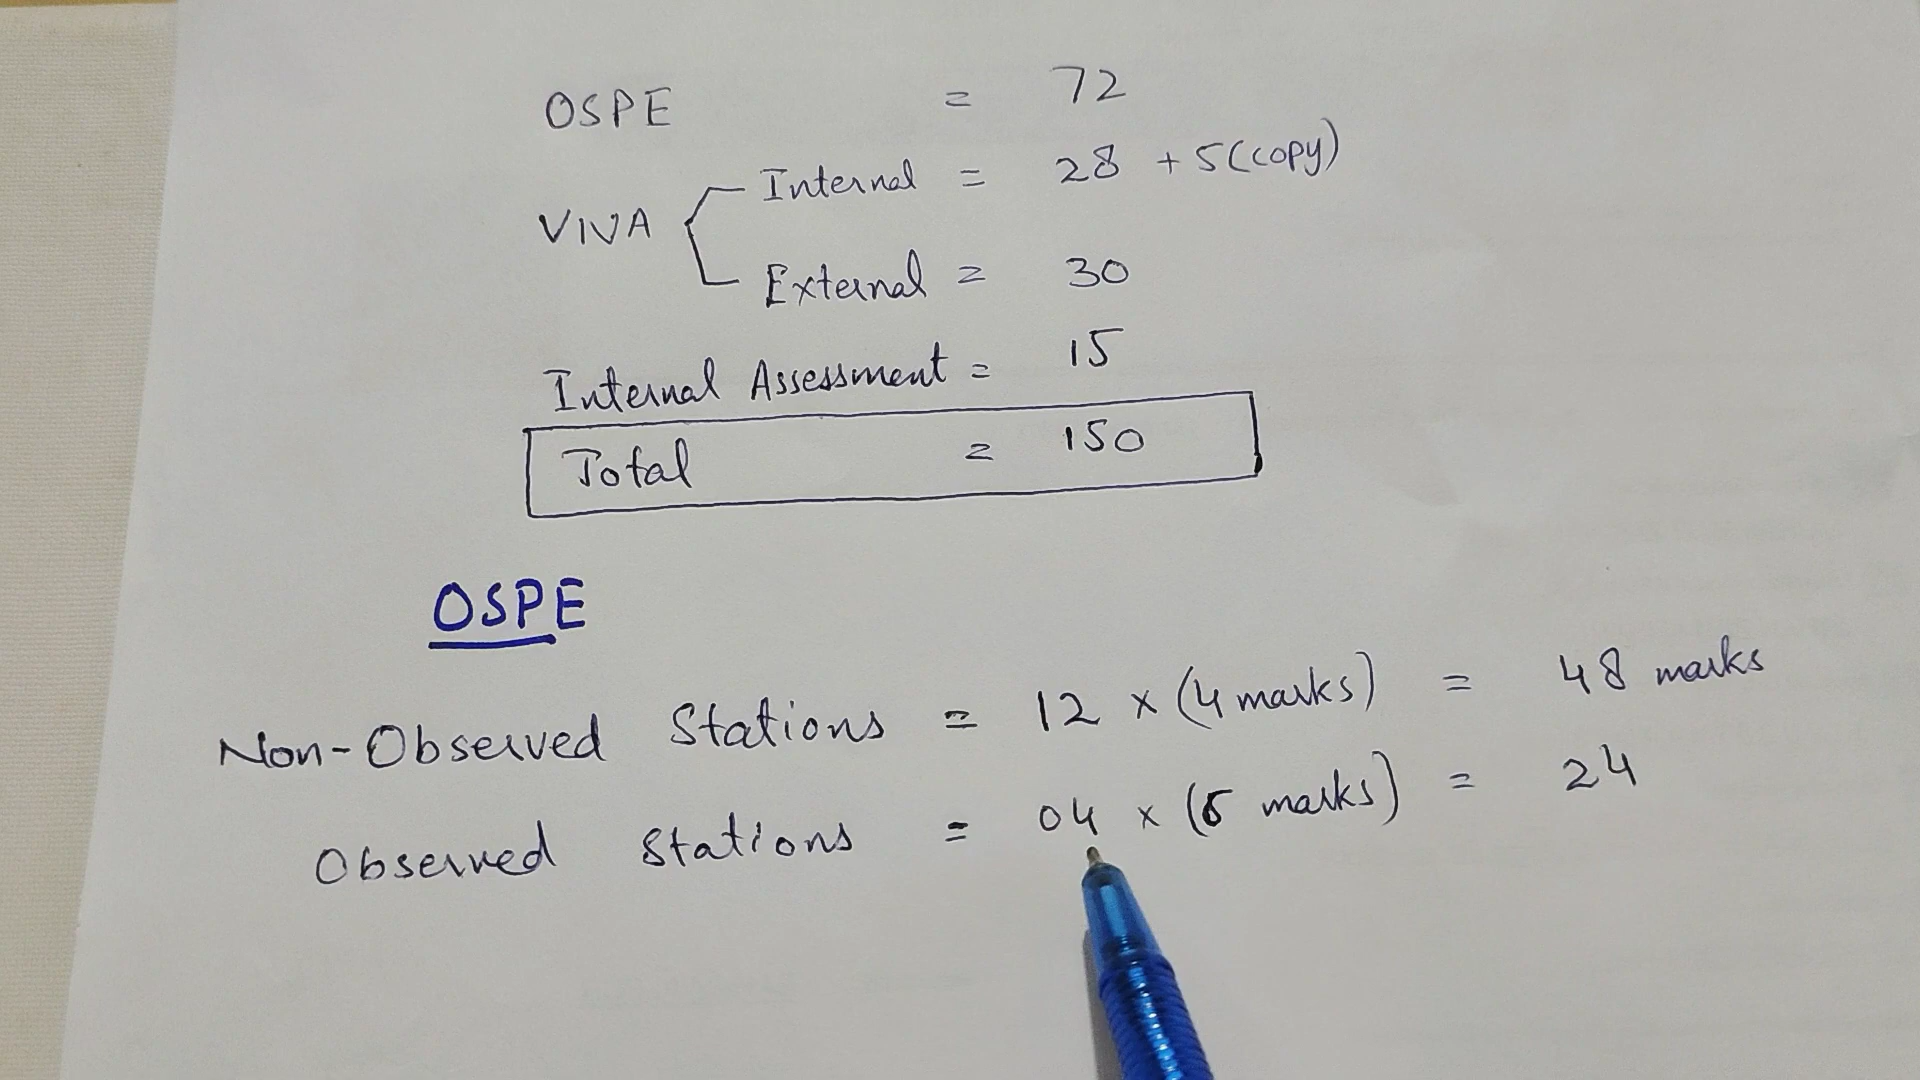 OSPE = 72
Internal = 28 + 5(copy)
VIVA
External = 30
Internal Assessment = 15
Total = 150
OSPE
Non-Observed Stations = 12 x (4 marks) = 48 marks
Observed Stations = 04 x (6 marks) = 24